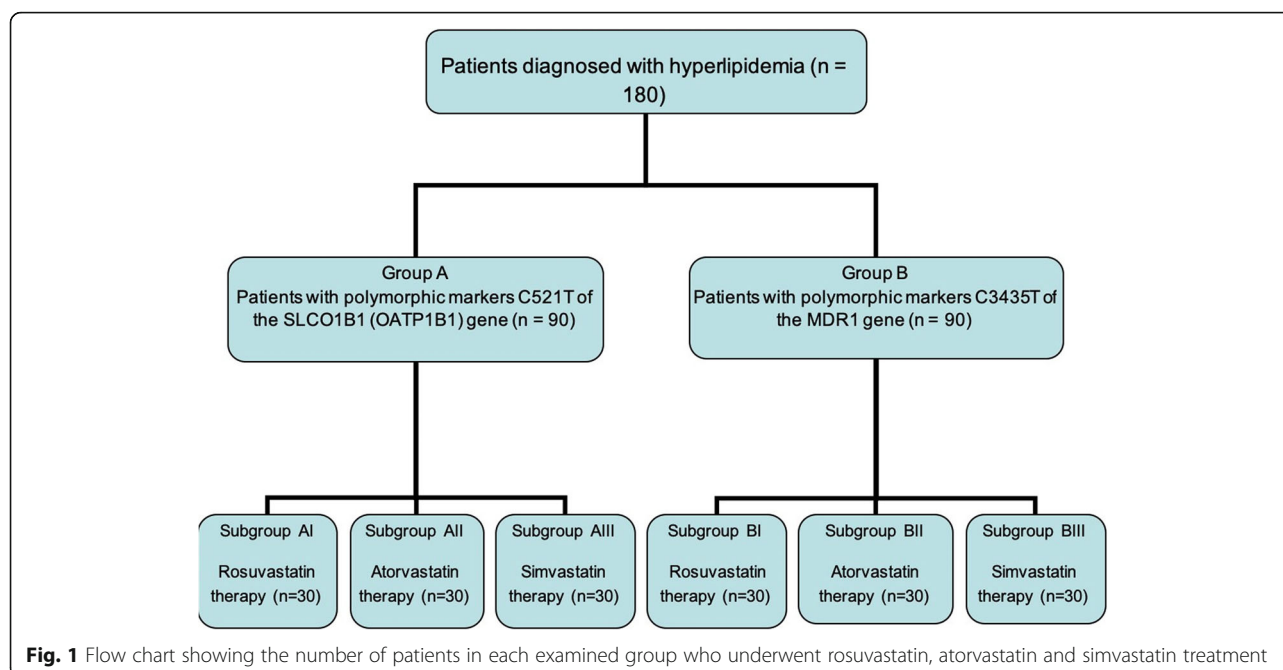 Patients diagnosed with hyperlipidemia (n =
180)
Group A
Patients with polymorphic markers C521T of
the SLCO1B1 (OATP1B1) gene (n = 90)
Group B
Patients with polymorphic markers C3435T of
the MDR1 gene (n = 90)
Subgroup AI
Rosuvastatin
therapy (n=30)
Subgroup AII
Atorvastatin
therapy (n=30)
Subgroup AIII
Simvastatin
therapy (n=30)
Subgroup BI
Rosuvastatin
therapy (n=30)
Subgroup BII
Atorvastatin
therapy (n=30)
Subgroup BIII
Simvastatin
therapy (n=30)
Fig. 1 Flow chart showing the number of patients in each examined group who underwent rosuvastatin, atorvastatin and simvastatin treatment